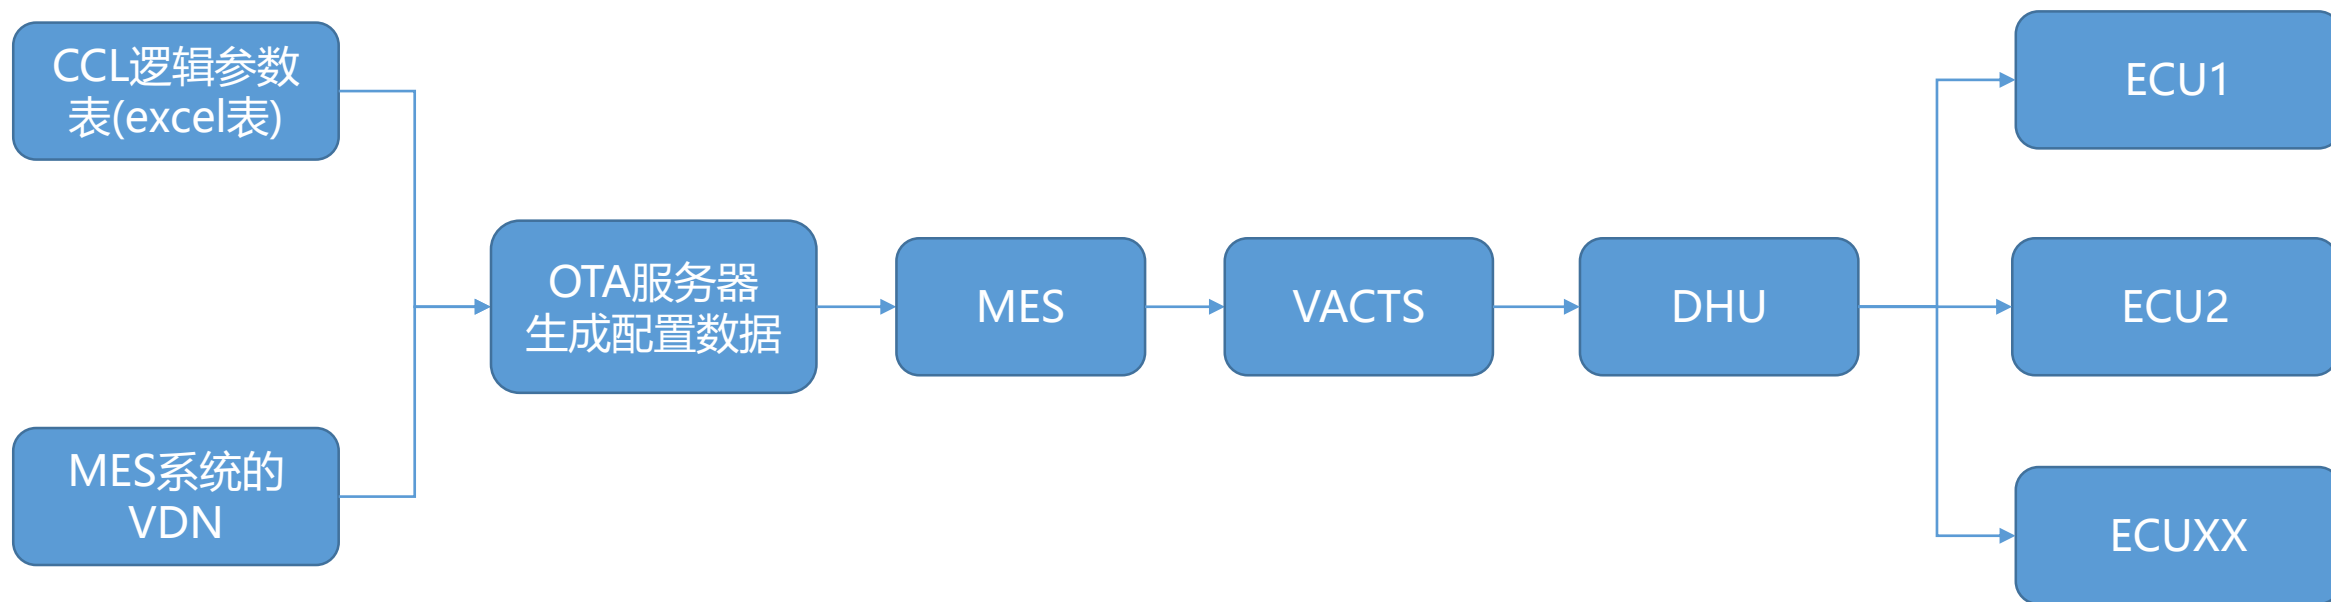 CCL逻辑参数
表(excel表)
MES系统的
VDN
OTA服务器
生成配置数据
MES
VACTS
DHU
ECU1
ECU2
ECUXX